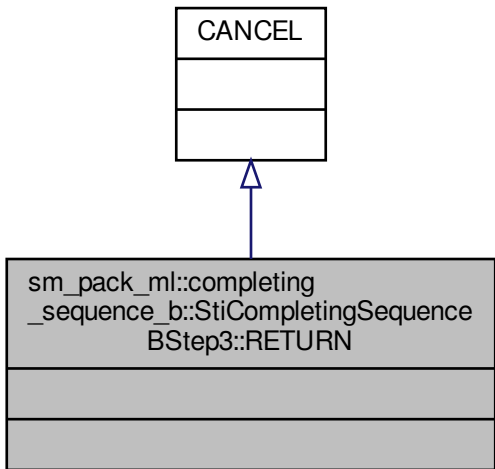 CANCEL
sm_pack_ml::completing
_sequence_b::StiCompletingSequence
BStep3::RETURN